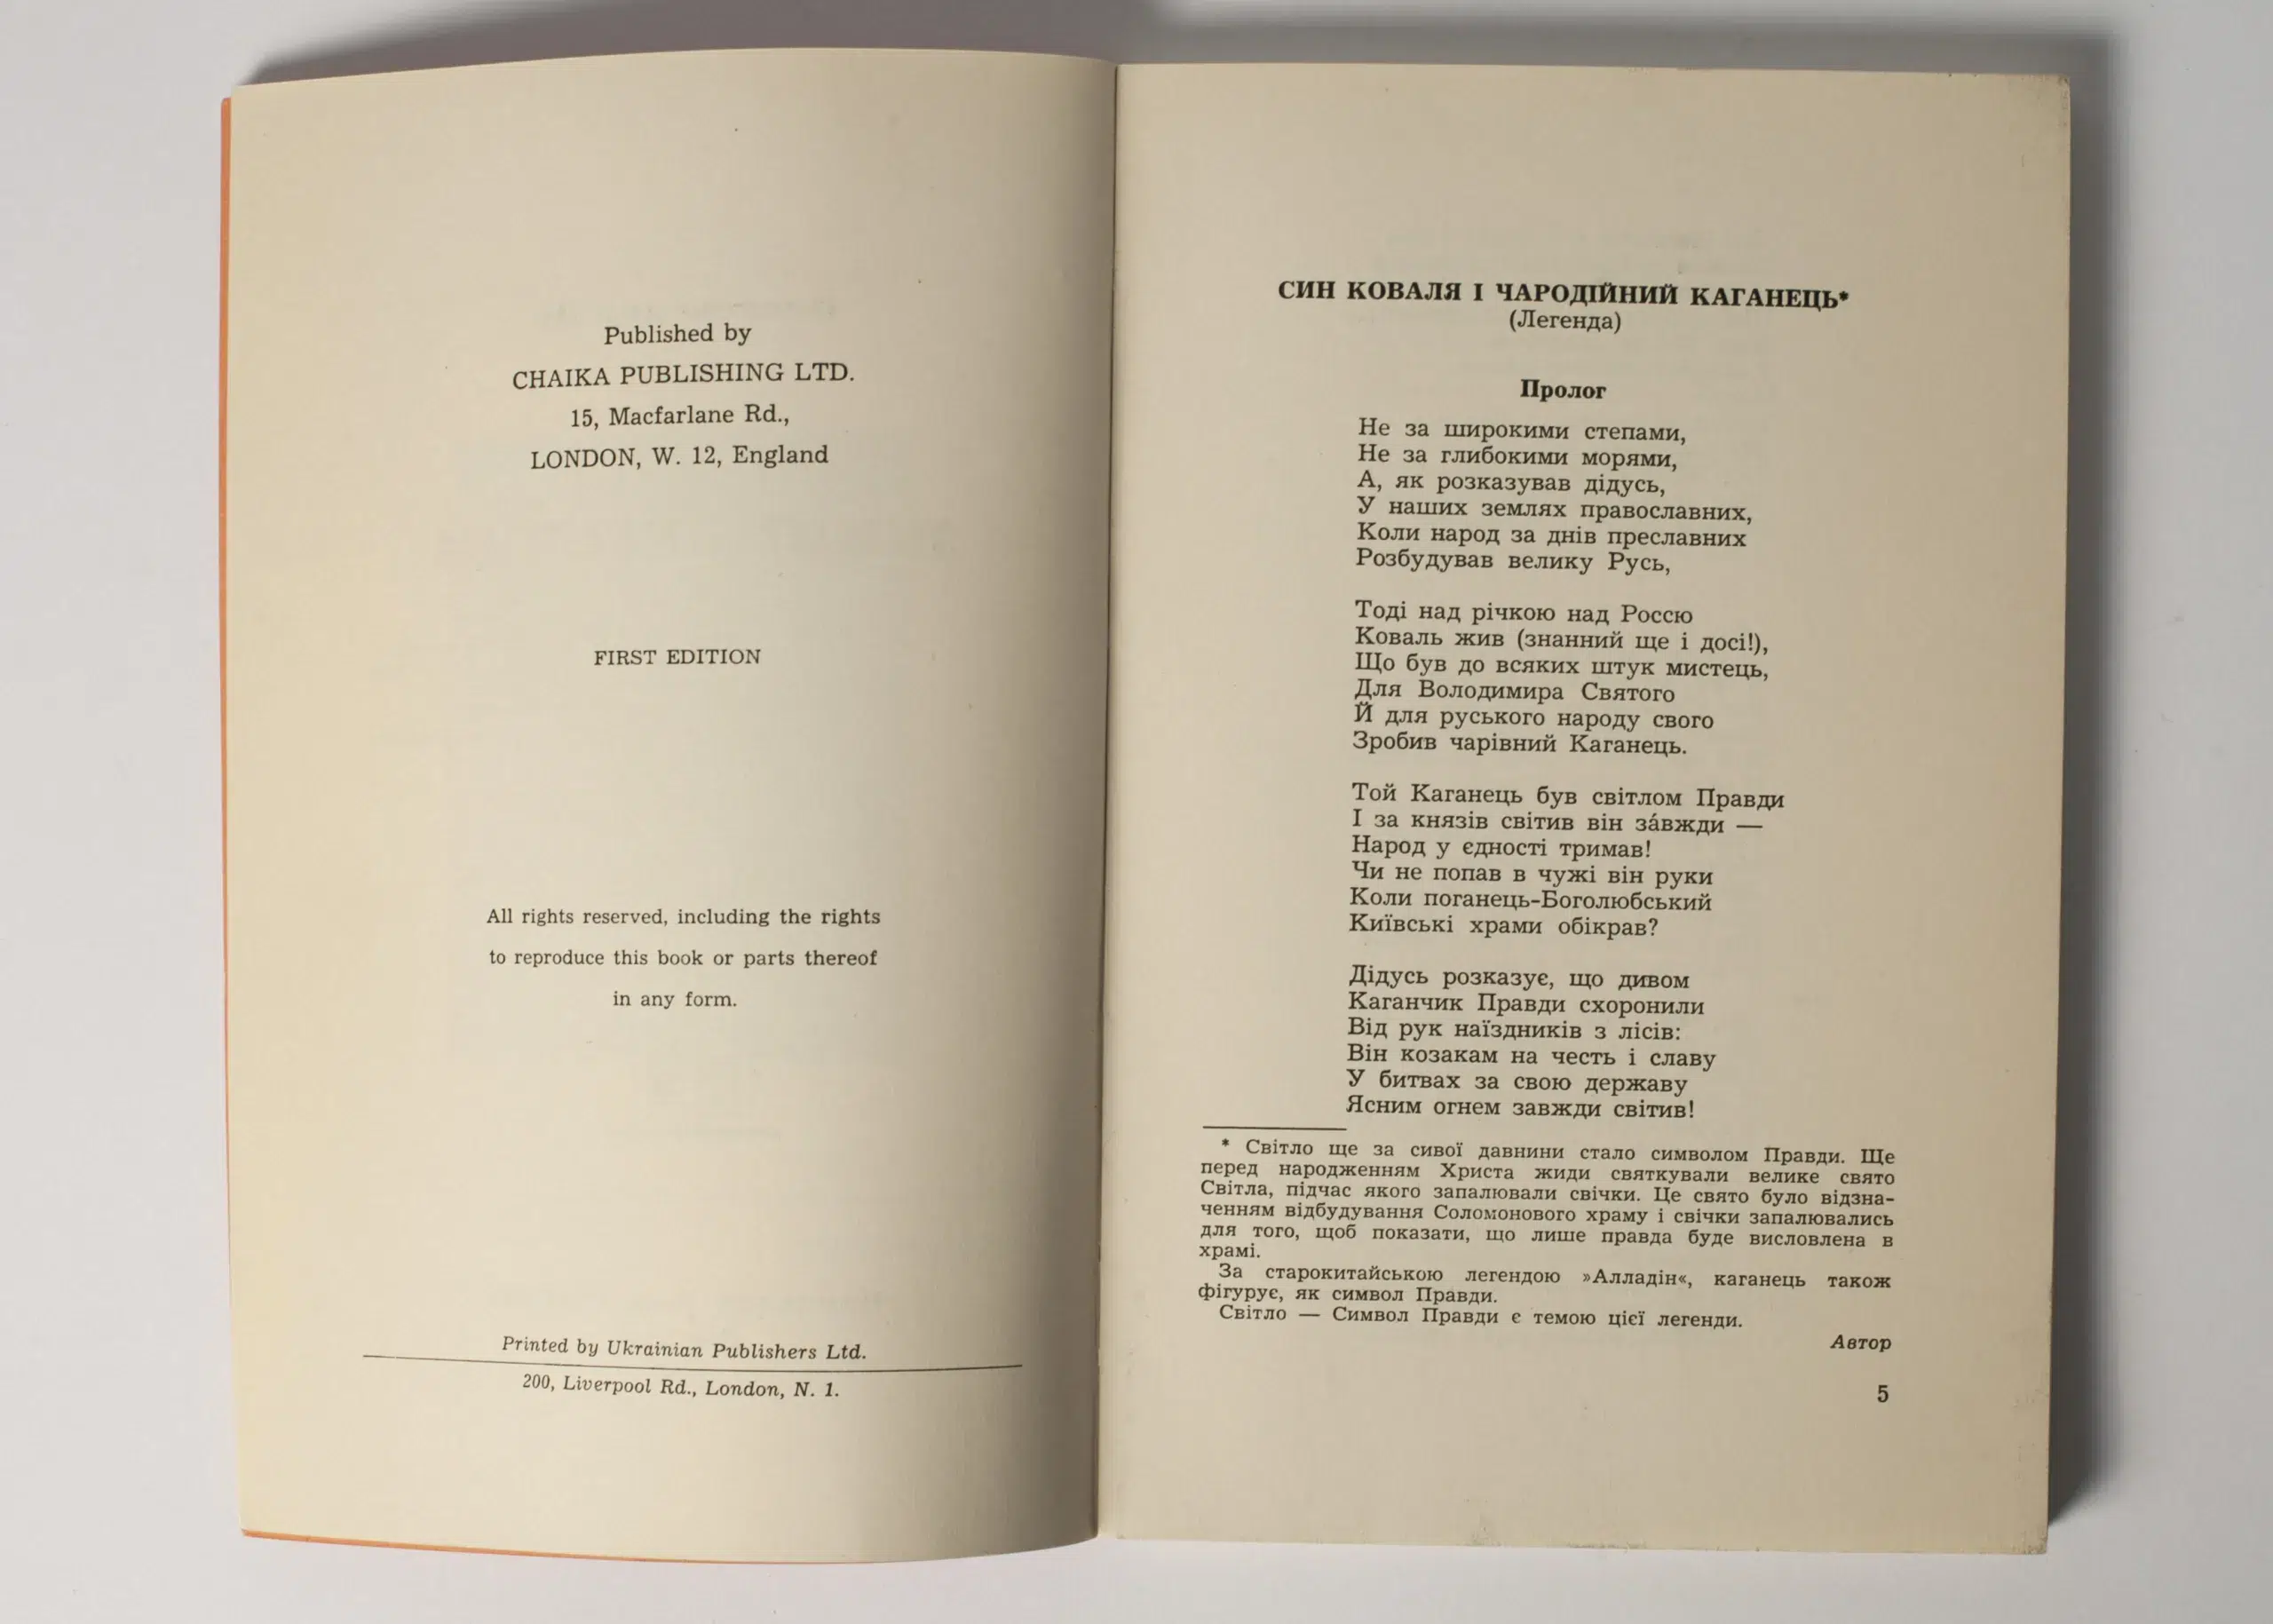 Published by
CHAIKA PUBLISHING LTD.
15, Macfarlane Rd.,
LONDON, W. 12, England
FIRST EDITION
All rights reserved, including the rights
to reproduce this book or parts thereof
in any form.
Printed by Ukrainian Publishers Ltd.
200, Liverpool Rd., London, N. 1.
СИН КОВАЛЯ І ЧАРОДІЙНИЙ КАГАНЕЦЬ*
(Легенда)
Пролог
Не за широкими степами,
Не за глибокими морями,
А, як розказував дідусь,
У наших землях православних,
Коли народ за днів преславних
Розбудував велику Русь,
Тоді над річкою над Россю
Коваль жив (знанний ще і досі!),
Що був до всяких штук мистець,
Для Володимира Святого
Й для руського народу свого
Зробив чарівний Каганець.
Той Каганець був світлом Правди
І за князів світив він за́вжди —
Народ у єдності тримав!
Чи не попав в чужі він руки
Коли поганець-Боголюбський
Київські храми обікрав?
Дідусь розказує, що дивом
Каганчик Правди схоронили
Від рук наїздників з лісів:
Він козакам на честь і славу
У битвах за свою державу
Ясним огнем завжди світив!
* Світло ще за сивої давнини стало символом Правди. Ще
перед народженням Христа жиди святкували велике свято
Світла, підчас якого запалювали свічки. Це свято було відзна-
ченням відбудування Соломонового храму і свічки запалювались
для того, щоб показати, що лише правда буде висловлена в
храмі.
За старокитайською легендою »Алладін«, каганець також
фігурує, як символ Правди.
Світло — Символ Правди є темою цієї легенди.
Автор
5